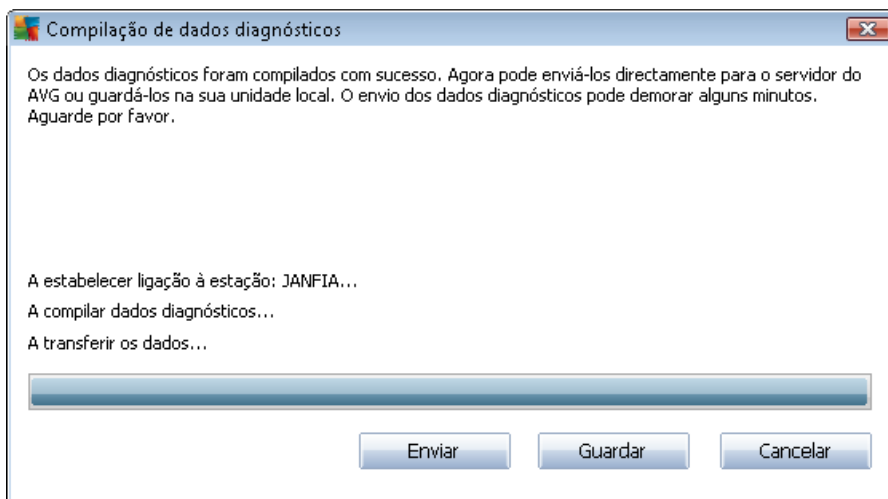 Compilação de dados diagnósticos
Os dados diagnósticos foram compilados com sucesso. Agora pode enviá-los directamente para o servidor do
AVG ou guardá-los na sua unidade local. O envio dos dados diagnósticos pode demorar alguns minutos.
Aguarde por favor.
A estabelecer ligação à estação: JANFIA...
A compilar dados diagnósticos...
A transferir os dados...
Enviar Guardar Cancelar